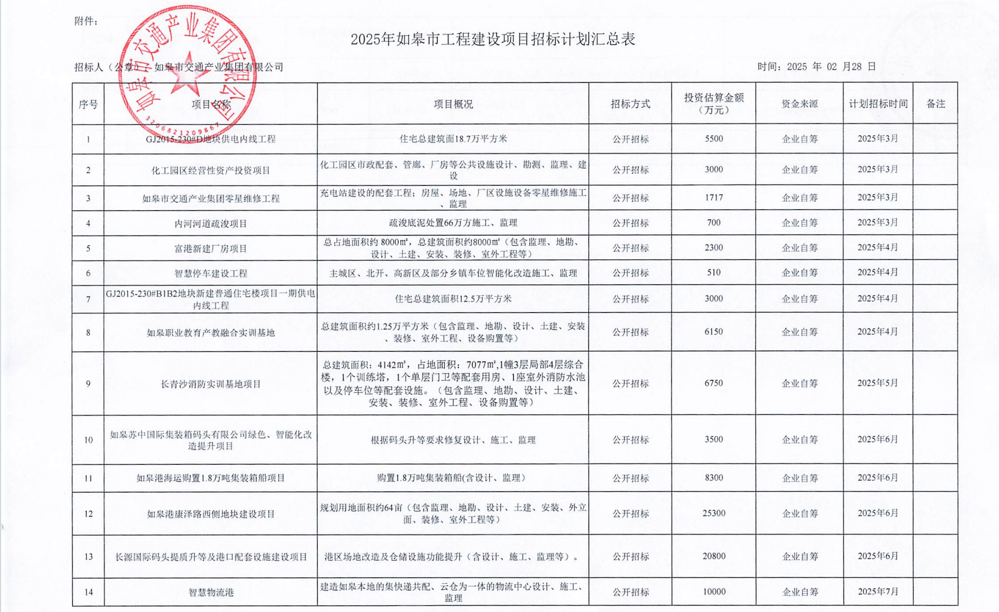 附件：
2025年如皋市工程建设项目招标计划汇总表
招标人（公章）：如皋市交通产业集团有限公司
时间：2025 年 02 月28 日
如皋市交通产业集团有限公司
3206821209867
序号 项目名称 项目概况 招标方式 投资估算金额 资金来源 计划招标时间 备注
（万元）
1 GJ2015-230#D地块供电内线工程 住宅总建筑面18.7万平方米 公开招标 5500 企业自筹 2025年3月
2 化工园区经营性资产投资项目 化工园区市政配套、管廊、厂房等公共设施设计、勘测、监理、建 公开招标 3000 企业自筹 2025年3月
设
3 如皋市交通产业集团零星维修工程 充电站建设的配套工程；房屋、场地、厂区设施设备零星维修施工 公开招标 1717 企业自筹 2025年3月
、监理
4 内河河道疏浚项目 疏浚底泥处置66万方施工、监理 公开招标 700 企业自筹 2025年3月
5 富港新建厂房项目 总占地面积约 8000㎡，总建筑面积约8000㎡（包含监理、地勘、 公开招标 2300 企业自筹 2025年4月
设计、土建、安装、装修、室外工程等）
6 智慧停车建设工程 主城区、北开、高新区及部分乡镇车位智能化改造施工、监理 公开招标 510 企业自筹 2025年4月
7 GJ2015-230#B1B2地块新建普通住宅楼项目一期供电 住宅总建筑面积12.5万平方米 公开招标 3000 企业自筹 2025年4月
内线工程
8 如皋职业教育产教融合实训基地 总建筑面积约1.25万平方米（包含监理、地勘、设计、土建、安装 公开招标 6150 企业自筹 2025年4月
、装修、室外工程、设备购置等）
9 长青沙消防实训基地项目 总建筑面积：4142㎡，占地面积：7077㎡,1幢3层局部4层综合 公开招标 6750 企业自筹 2025年5月
楼，1个训练塔，1个单层门卫等配套用房、1座室外消防水池
以及停车位等配套设施。（包含监理、地勘、设计、土建、
安装、装修、室外工程、设备购置等）
10 如皋苏中国际集装箱码头有限公司绿色、智能化改 根据码头升等要求修复设计、施工、监理 公开招标 3500 企业自筹 2025年6月
造提升项目
11 如皋港海运购置1.8万吨集装箱船项目 购置1.8万吨集装箱船(含设计、监理） 公开招标 8300 企业自筹 2025年6月
12 如皋港康泽路西侧地块建设项目 规划用地面积约64亩（包含监理、地勘、设计、土建、安装、外立 公开招标 25300 企业自筹 2025年6月
面、装修、室外工程等）
13 长源国际码头提质升等及港口配套设施建设项目 港区场地改造及仓储设施功能提升（含设计、施工、监理等）。 公开招标 20800 企业自筹 2025年6月
14 智慧物流港 建造如皋本地的集快递共配、云仓为一体的物流中心设计、施工、 公开招标 10000 企业自筹 2025年7月
监理